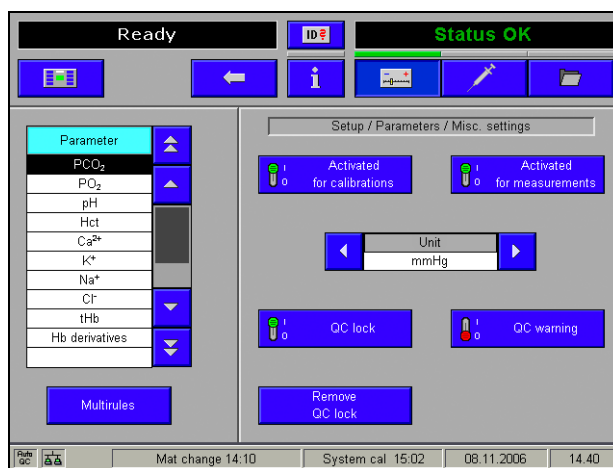 Ready
ID
Status OK
i
- +
Parameter
PCO₂
PO₂
pH
Hct
Ca²⁺
K⁺
Na⁺
Cl⁻
tHb
Hb derivatives
Multirules
Setup / Parameters / Misc. settings
I
0
Activated
for calibrations
I
0
Activated
for measurements
Unit
mmHg
I
0
QC lock
I
0
QC warning
Remove
QC lock
Auto
QC
Mat change 14:10
System cal 15:02
08.11.2006
14.40